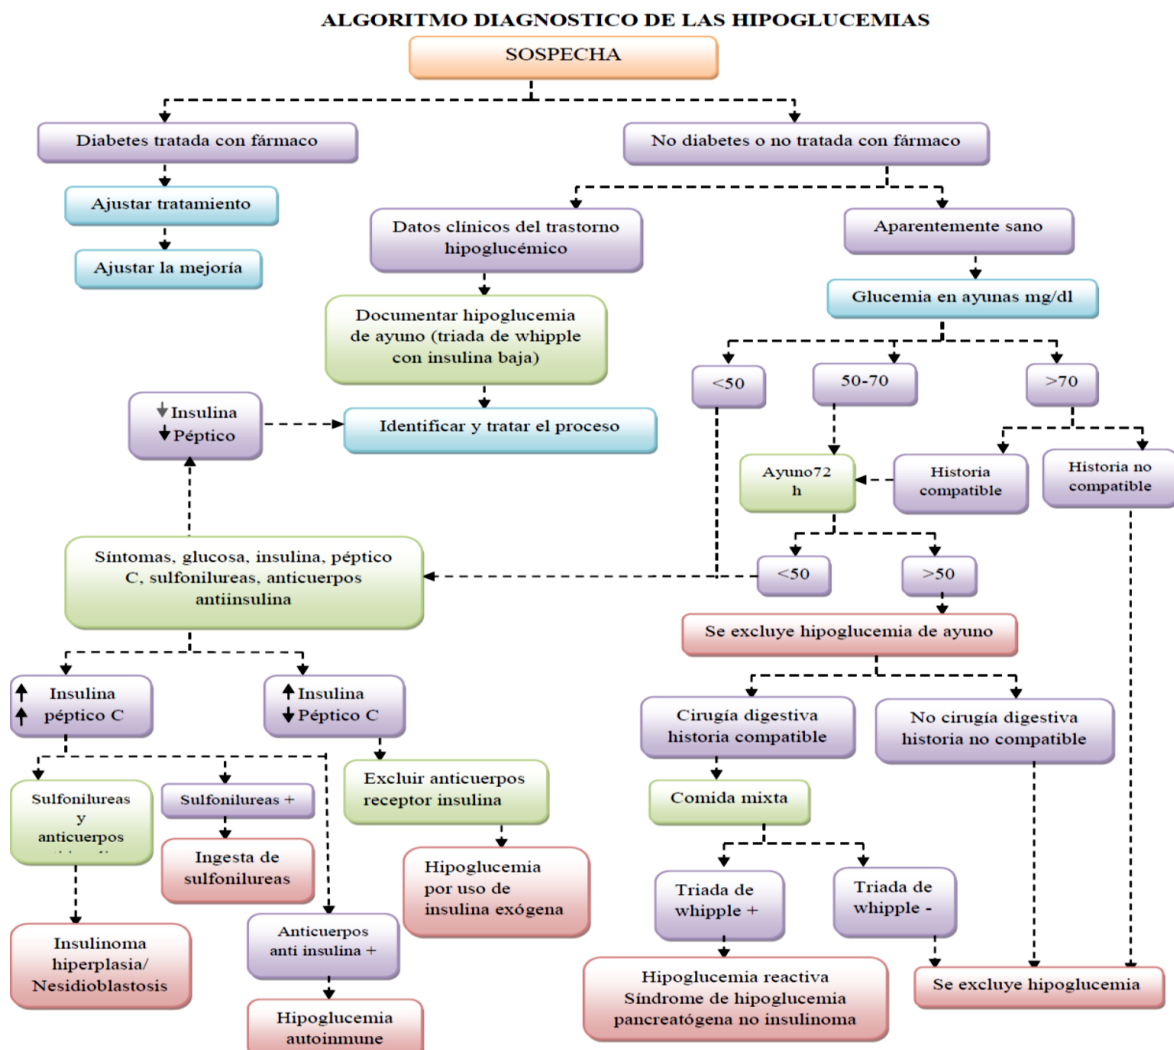 ALGORITMO DIAGNOSTICO DE LAS HIPOGLUCEMIAS
SOSPECHA
Diabetes tratada con fármaco
No diabetes o no tratada con fármaco
Ajustar tratamiento
Ajustar la mejoría
Datos clínicos del trastorno
hipoglucémico
Aparentemente sano
Glucemia en ayunas mg/dl
Documentar hipoglucemia
de ayuno (triada de whipple
con insulina baja)
<50
50-70
>70
Insulina
Péptico
Identificar y tratar el proceso
Ayuno72
h
Historia
compatible
Historia no
compatible
Síntomas, glucosa, insulina, péptico
C, sulfonilureas, anticuerpos
antiinsulina
<50
>50
Se excluye hipoglucemia de ayuno
Insulina
péptico C
Insulina
Péptico C
Cirugía digestiva
historia compatible
No cirugía digestiva
historia no compatible
Sulfonilureas
y
anticuerpos
Sulfonilureas +
Excluir anticuerpos
receptor insulina
Comida mixta
Ingesta de
sulfonilureas
Hipoglucemia
por uso de
insulina exógena
Triada de
whipple +
Triada de
whipple -
Insulinoma
hiperplasia/
Nesidioblastosis
Anticuerpos
anti insulina +
Hipoglucemia reactiva
Síndrome de hipoglucemia
pancreatógena no insulinoma
Se excluye hipoglucemia
Hipoglucemia
autoinmune